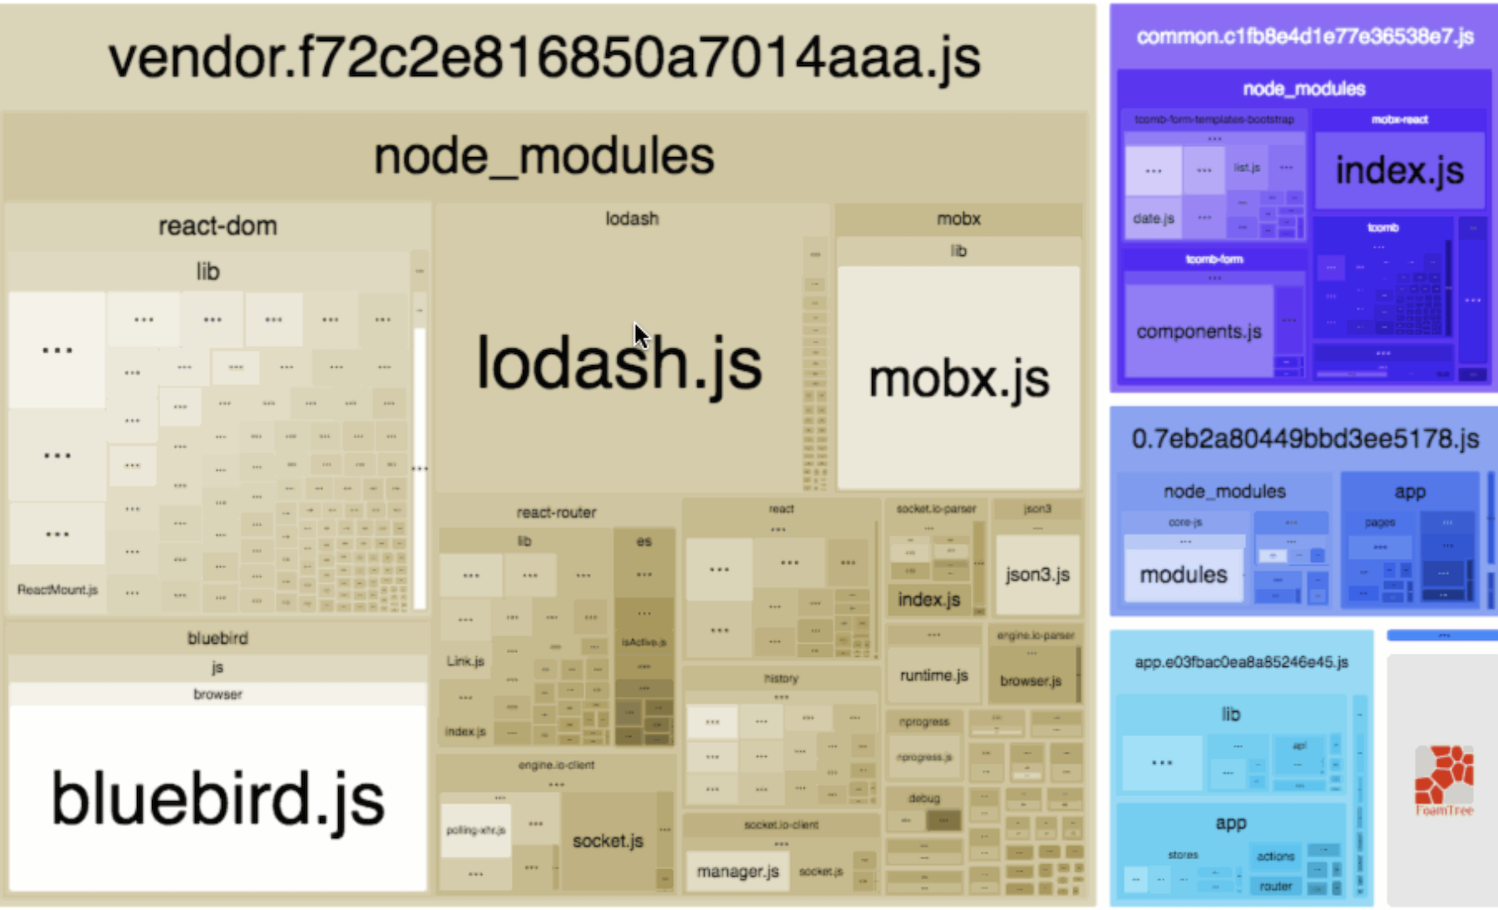 vendor.f72c2e816850a7014aaa.js
node_modules
react-dom
lib
...
ReactMount.js
bluebird
js
browser
bluebird.js
lodash
lodash.js
mobx
lib
mobx.js
react-router
lib
es
Link.js
index.js
isActive.js
engine.io-client
...
polling-xhr.js
socket.js
react
...
history
...
socket.io-client
...
manager.js
socket.js
socket.io-parser
...
index.js
json3
json3.js
...
runtime.js
engine.io-parser
...
browser.js
nprogress
nprogress.js
debug
common.c1fb8e4d1e77e36538e7.js
node_modules
tcomb-form-templates-bootstrap
...
list.js
date.js
mobx-react
index.js
tcomb-form
...
components.js
tcomb
...
0.7eb2a80449bbd3ee5178.js
node_modules
core-js
...
modules
app
pages
...
app.e03fbac0ea8a85246e45.js
lib
...
api
app
stores
actions
router
FoamTree